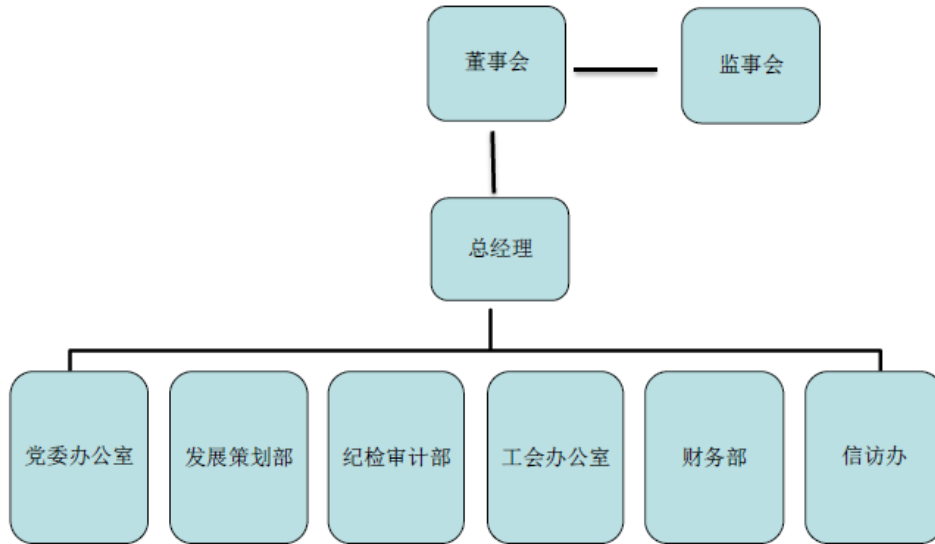 董事会
监事会
总经理
党委办公室
发展策划部
纪检审计部
工会办公室
财务部
信访办